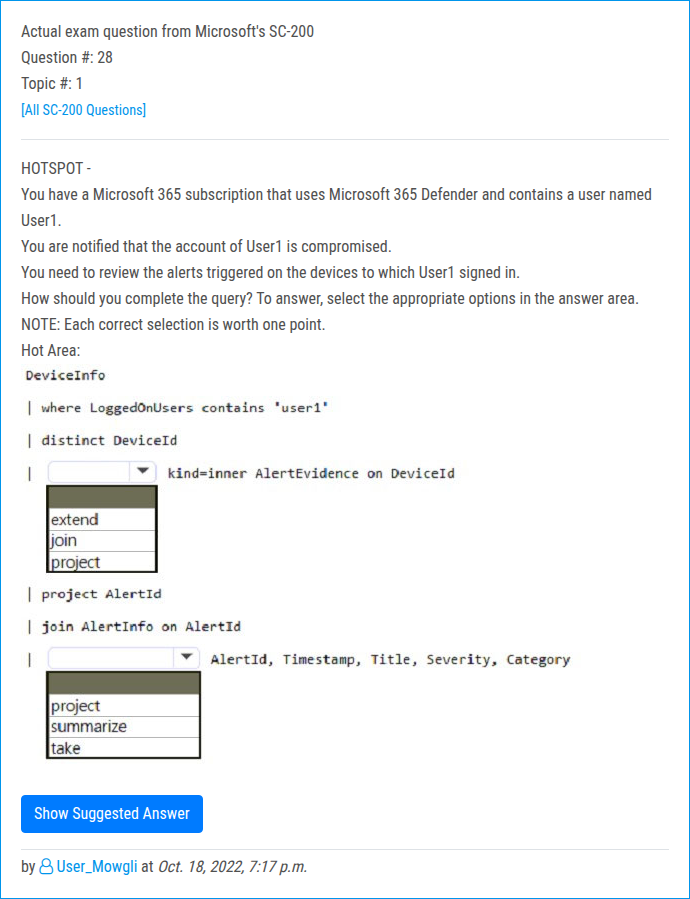 Actual exam question from Microsoft's SC-200
Question #: 28
Topic #: 1
[All SC-200 Questions]
HOTSPOT -
You have a Microsoft 365 subscription that uses Microsoft 365 Defender and contains a user named
User1.
You are notified that the account of User1 is compromised.
You need to review the alerts triggered on the devices to which User1 signed in.
How should you complete the query? To answer, select the appropriate options in the answer area.
NOTE: Each correct selection is worth one point.
Hot Area:
DeviceInfo
| where LoggedOnUsers contains 'user1'
| distinct DeviceId
| kind=inner AlertEvidence on DeviceId
extend
join
project
| project AlertId
| join AlertInfo on AlertId
| AlertId, Timestamp, Title, Severity, Category
project
summarize
take
Show Suggested Answer
by User_Mowgli at Oct. 18, 2022, 7:17 p.m.